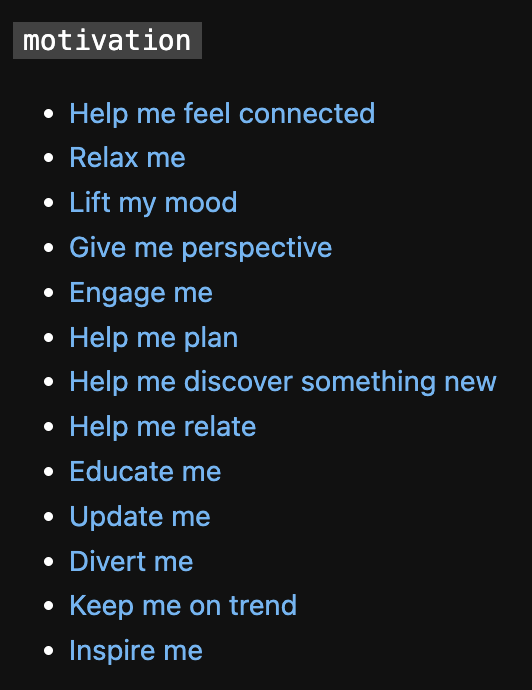 motivation
Help me feel connected
Relax me
Lift my mood
Give me perspective
Engage me
Help me plan
Help me discover something new
Help me relate
Educate me
Update me
Divert me
Keep me on trend
Inspire me